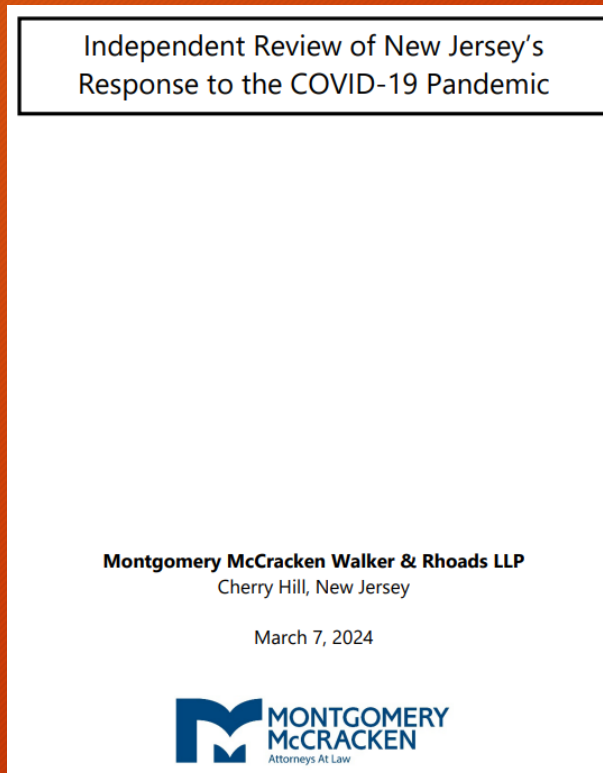 Independent Review of New Jersey's
Response to the COVID-19 Pandemic
Montgomery McCracken Walker & Rhoads LLP
Cherry Hill, New Jersey
March 7, 2024
MONTGOMERY
McCRACKEN
Attorneys At Law